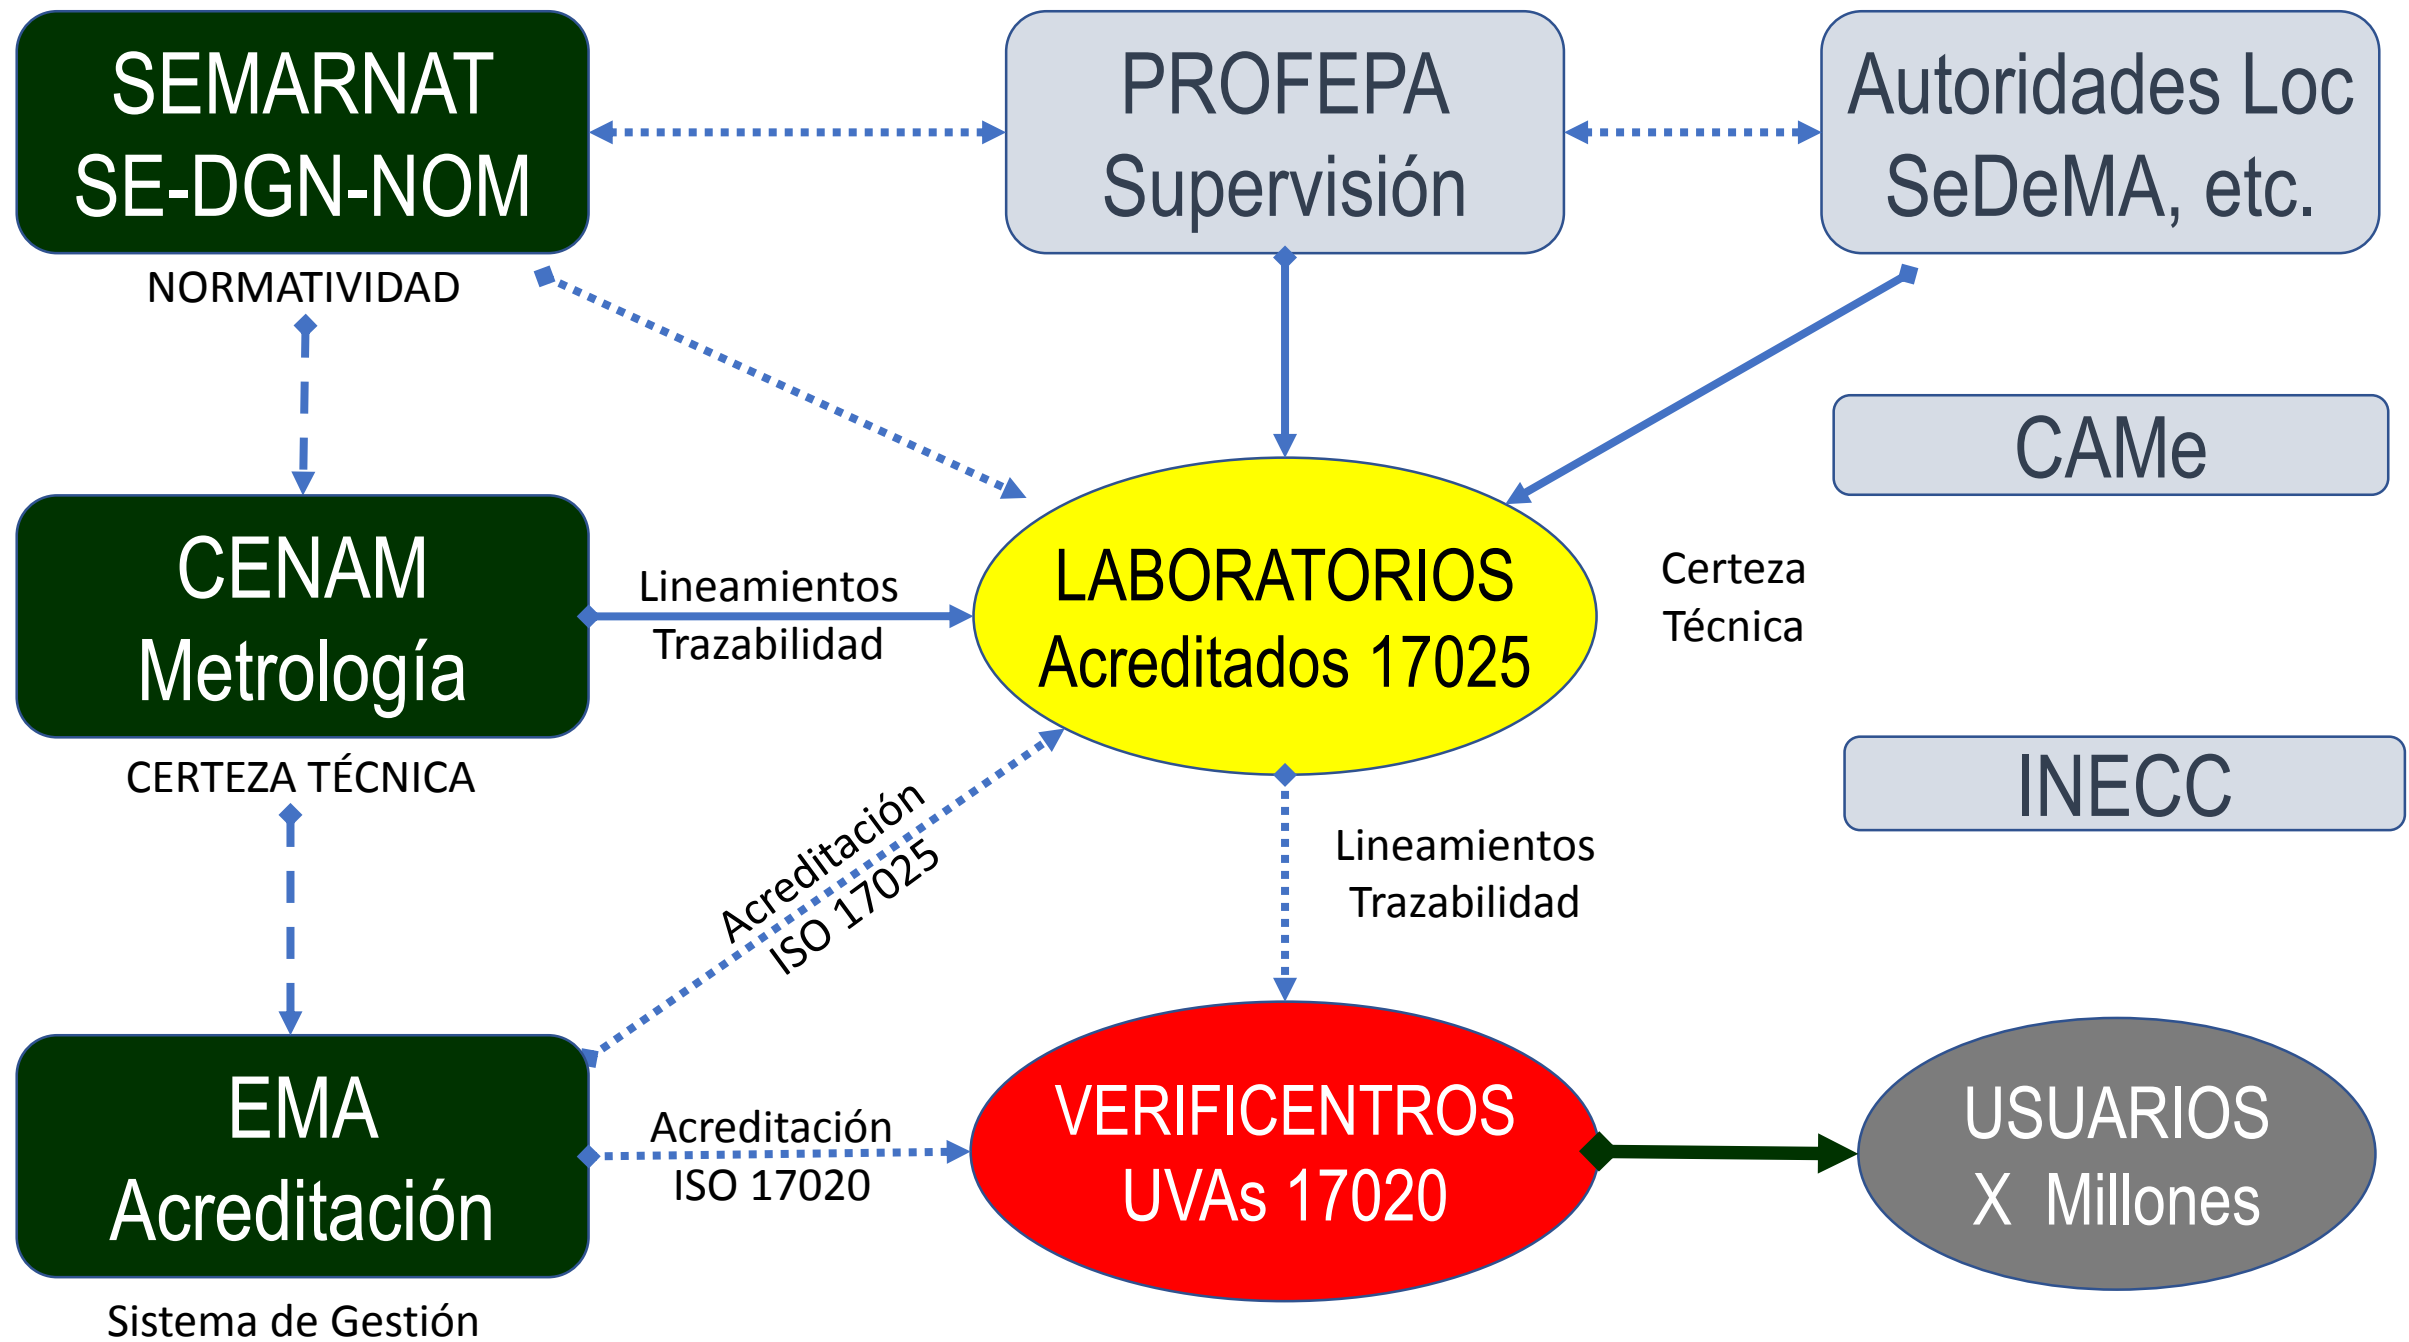 SEMARNAT
SE-DGN-NOM
PROFEPA
Supervisión
Autoridades Loc
SeDeMA, etc.
NORMATIVIDAD
CAMe
CENAM
Metrología
Lineamientos
Trazabilidad
LABORATORIOS
Acreditados 17025
Certeza
Técnica
CERTEZA TÉCNICA
INECC
Acreditación
ISO 17025
Lineamientos
Trazabilidad
EMA
Acreditación
Acreditación
ISO 17020
VERIFICENTROS
UVAs 17020
USUARIOS
X Millones
Sistema de Gestión